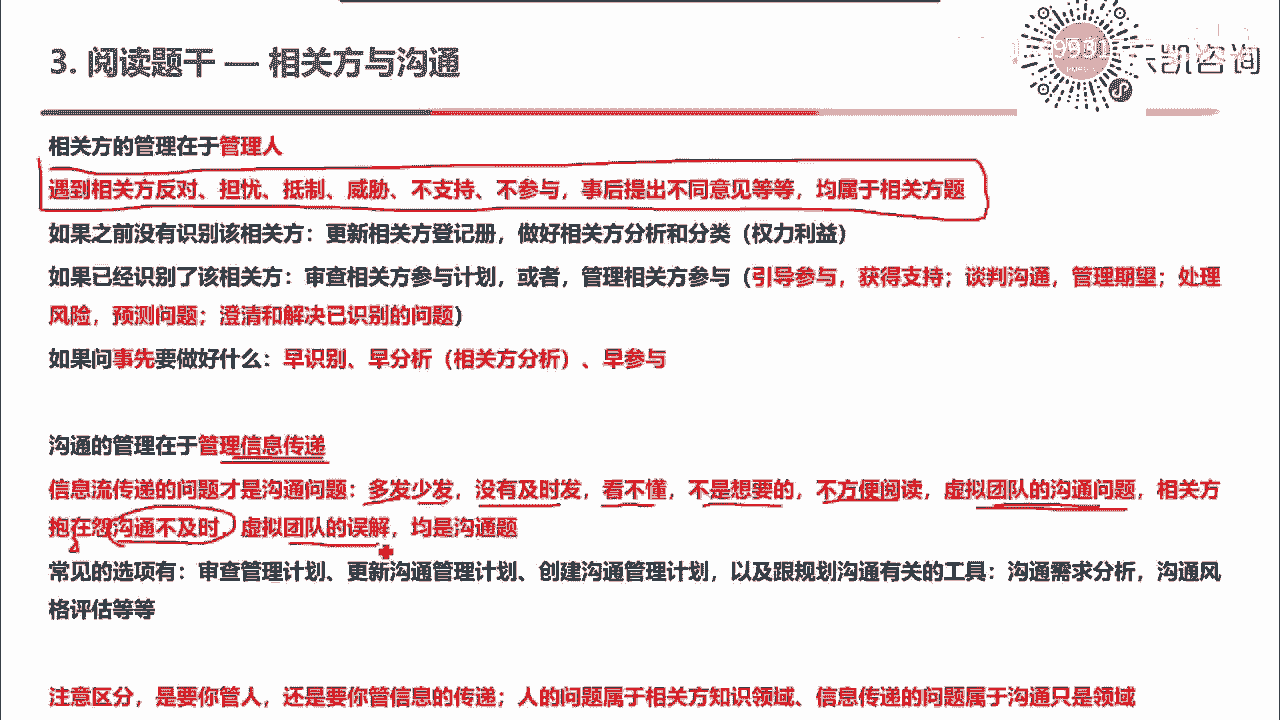 3. 阅读题干 — 相关方与沟通
凯咨询
相关方的管理在于管理人
遇到相关方反对、担忧、抵制、威胁、不支持、不参与，事后提出不同意见等等，均属于相关方题
如果之前没有识别该相关方：更新相关方登记册，做好相关方分析和分类（权力利益）
如果已经识别了该相关方：审查相关方参与计划，或者，管理相关方参与（引导参与，获得支持；谈判沟通，管理期望；处理
风险，预测问题；澄清和解决已识别的问题）
如果问事先要做好什么：早识别、早分析（相关方分析）、早参与
沟通的管理在于管理信息传递
信息流传递的问题才是沟通问题：多发少发，没有及时发，看不懂，不是想要的，不方便阅读，虚拟团队的沟通问题，相关方
抱在怨沟通不及时，虚拟团队的误解，均是沟通题
常见的选项有：审查管理计划、更新沟通管理计划、创建沟通管理计划，以及跟规划沟通有关的工具：沟通需求分析，沟通风
格评估等等
注意区分，是要你管人，还是要你管信息的传递；人的问题属于相关方知识领域、信息传递的问题属于沟通只是领域